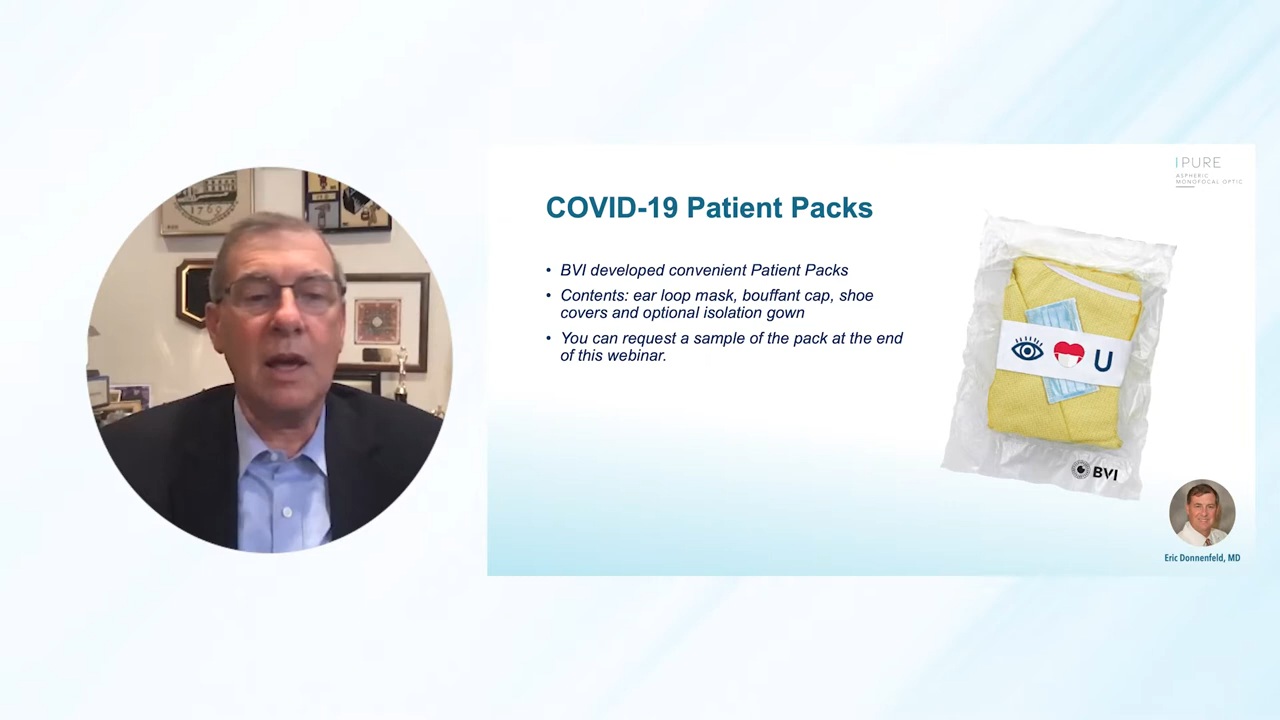 1769
IPURE
ASPHERIC
MONOFOCAL OPTIC
COVID-19 Patient Packs
• BVI developed convenient Patient Packs
• Contents: ear loop mask, bouffant cap, shoe
covers and optional isolation gown
• You can request a sample of the pack at the end
of this webinar.
U
BVI
Eric Donnenfeld, MD